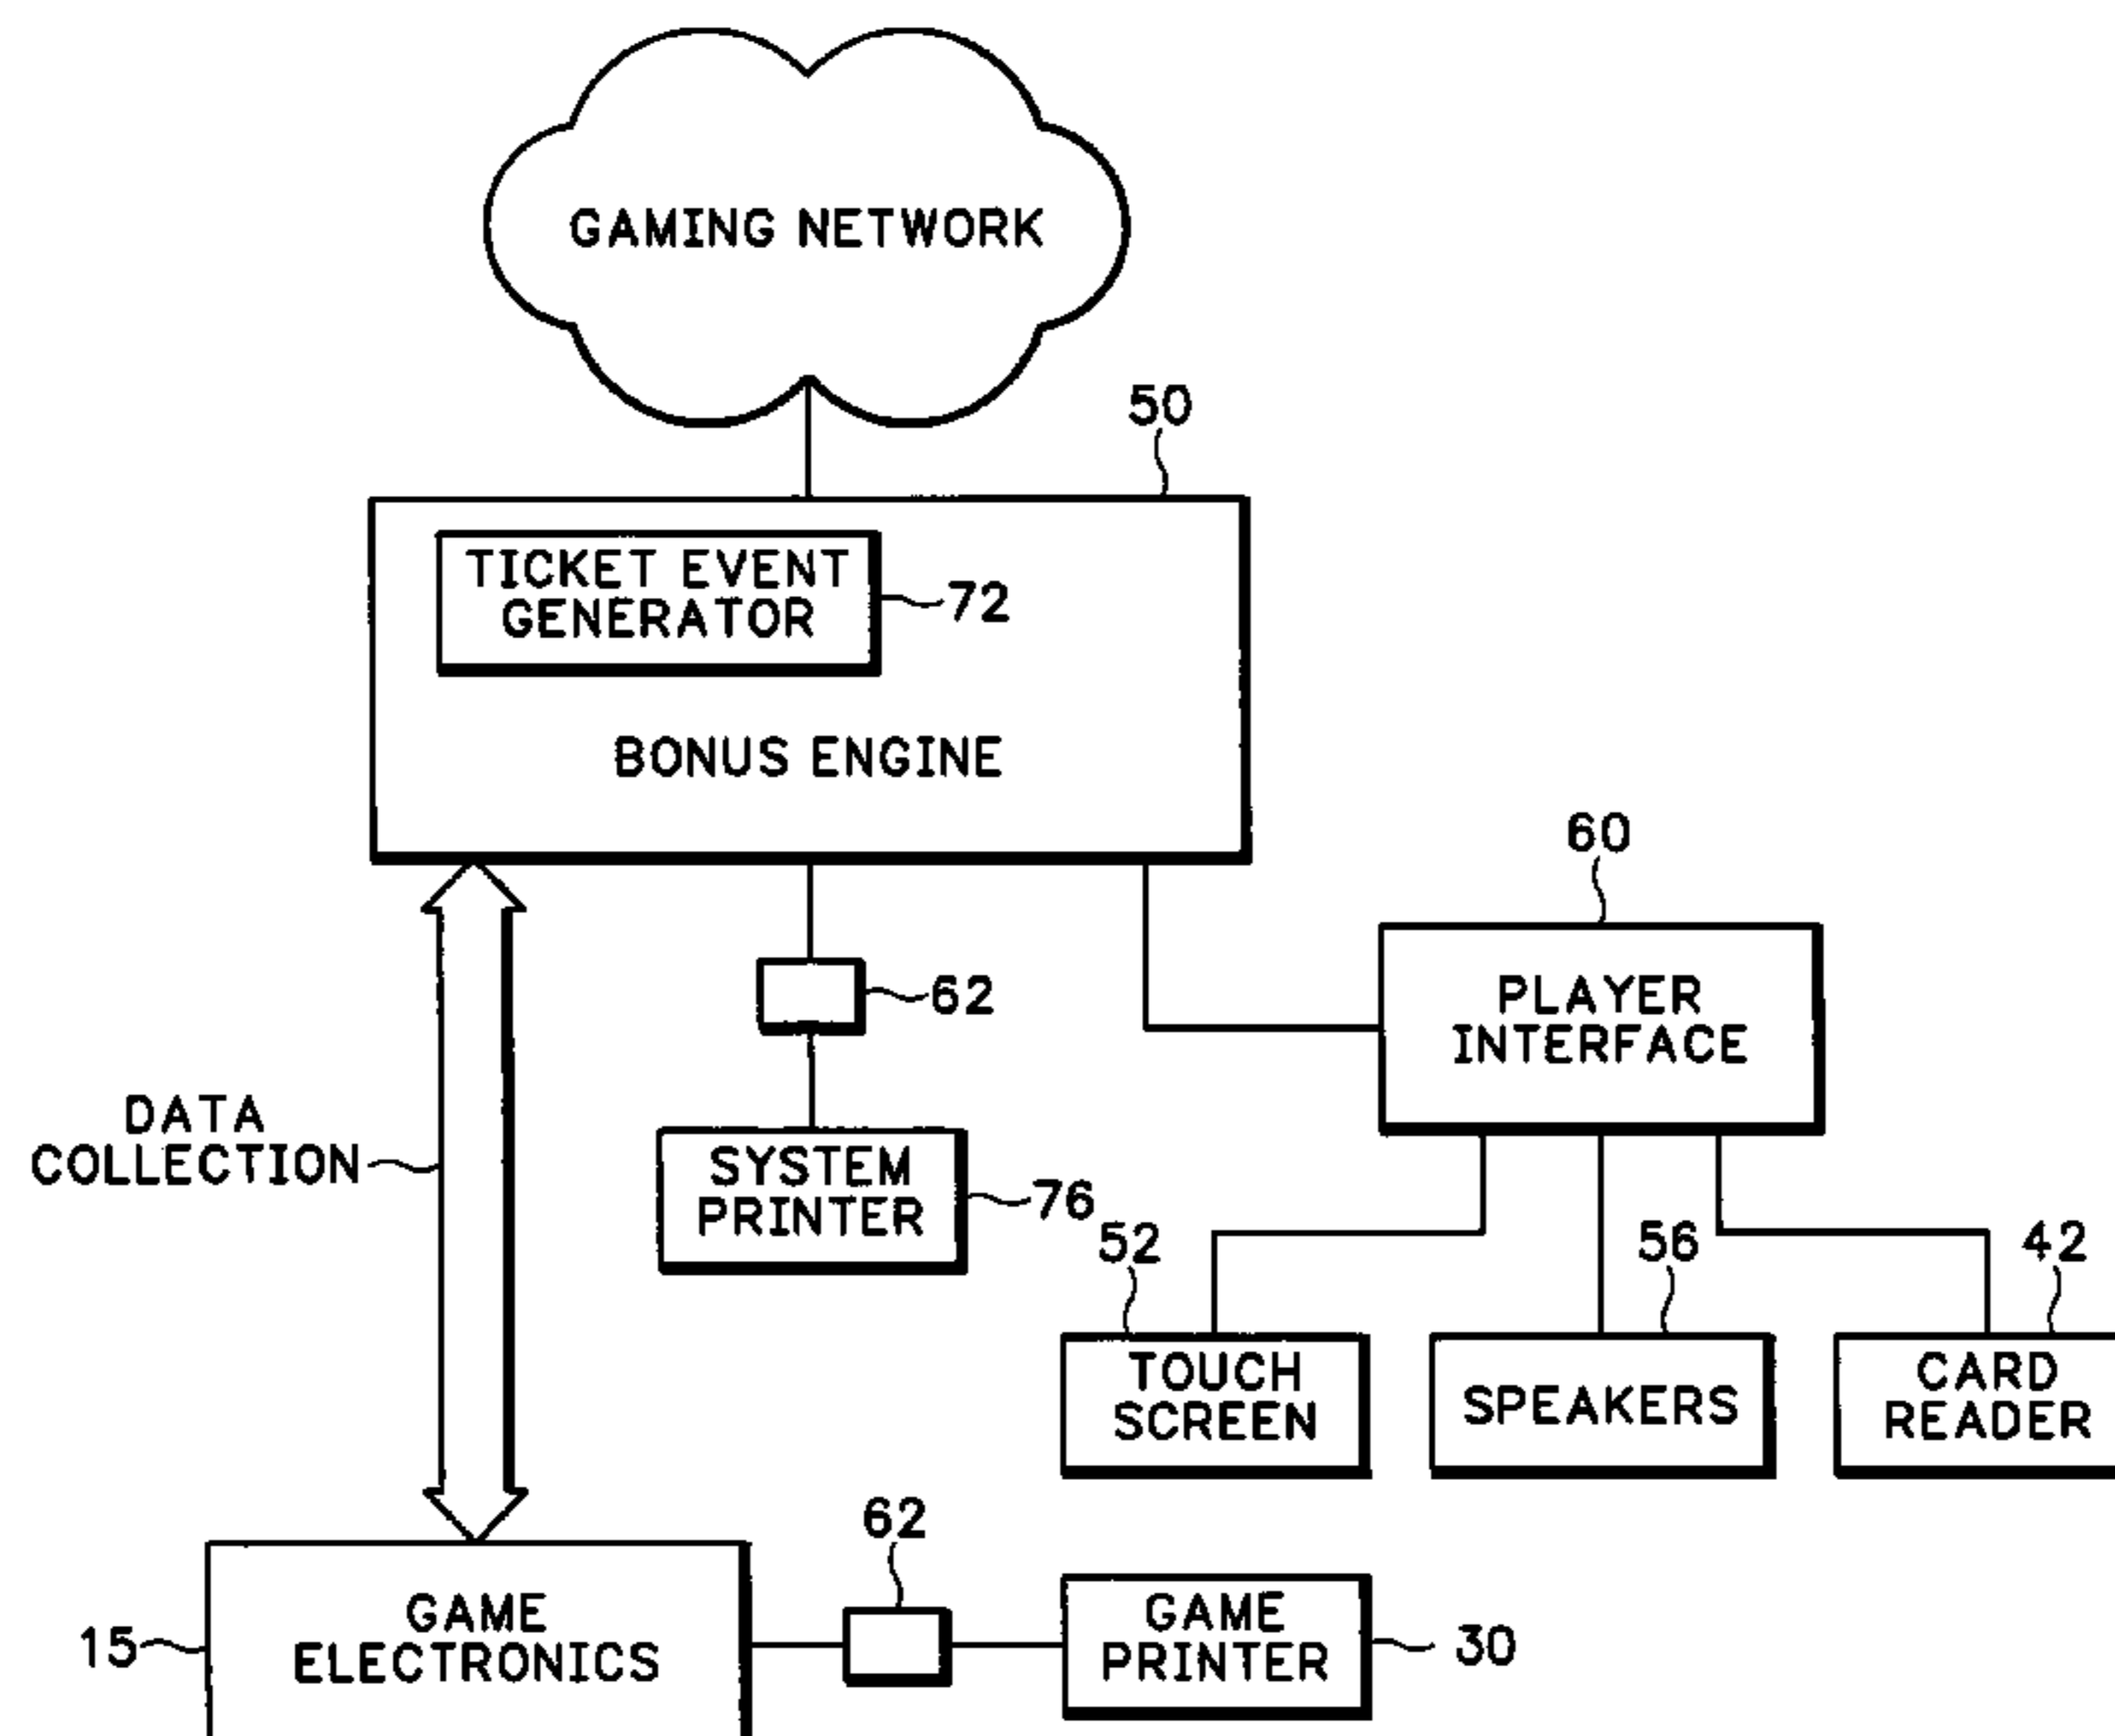 GAMING NETWORK
50
TICKET EVENT
GENERATOR
72
BONUS ENGINE
60
PLAYER
INTERFACE
62
DATA
COLLECTION
SYSTEM
PRINTER
76
52
56
42
TOUCH
SCREEN
SPEAKERS
CARD
READER
62
15
GAME
ELECTRONICS
GAME
PRINTER
30